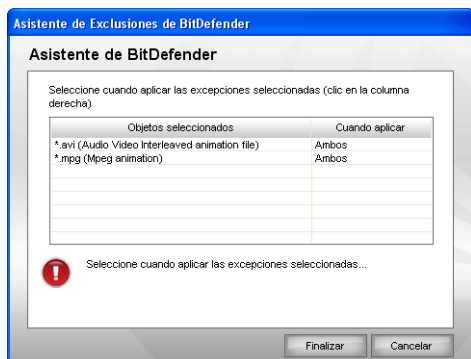 Asistente de Exclusiones de BitDefender
Asistente de BitDefender
Seleccione cuando aplicar las excepciones seleccionadas (clic en la columna
derecha)
Objetos seleccionados Cuando aplicar
*.avi (Audio Video Interleaved animation file) Ambos
*.mpg (Mpeg animation) Ambos
Seleccione cuando aplicar las excepciones seleccionadas...
Finalizar Cancelar